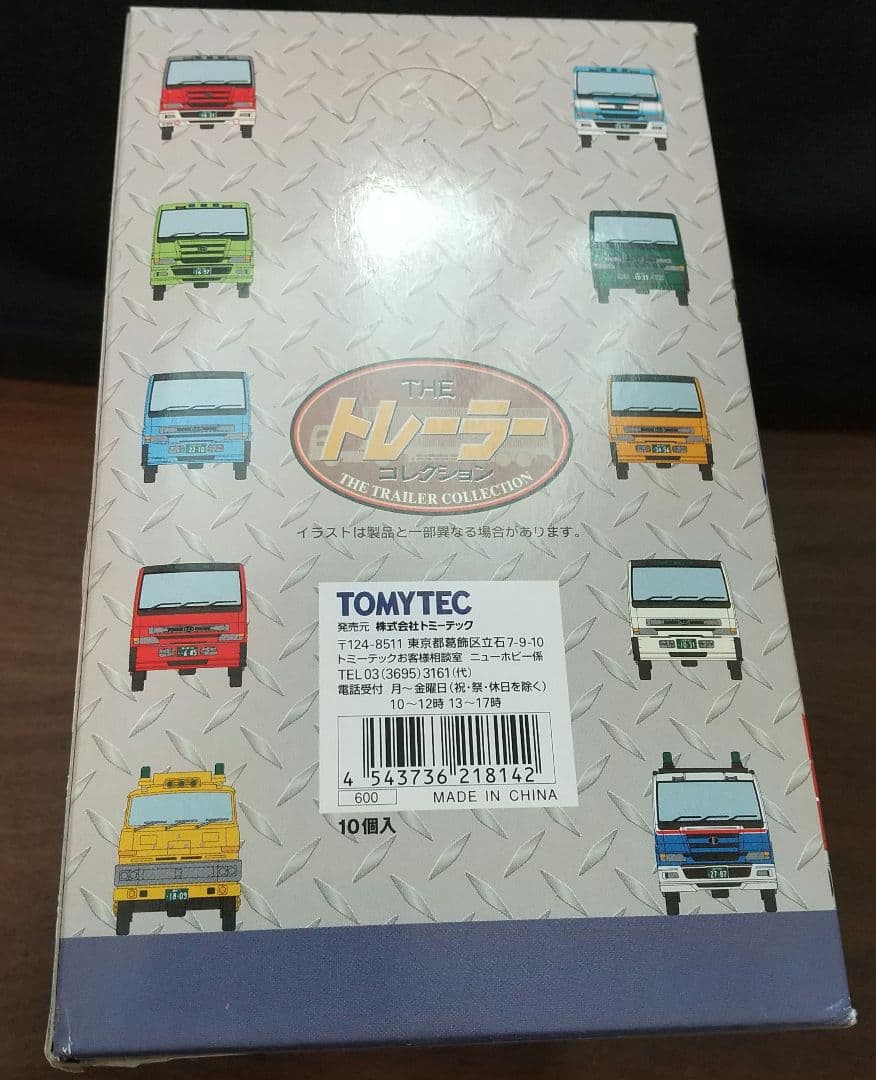 THE
トレーラー
コレクション
THE TRAILER COLLECTION
イラストは製品と一部異なる場合があります。
TOMYTEC
発売元 株式会社トミーテック
〒124-8511 東京都葛飾区立石7-9-10
トミーテックお客様相談室 ニューホビー係
TEL 03(3695)3161(代)
電話受付 月～金曜日(祝・祭・休日を除く)
10～12時 13～17時
4 543736 218142
600 MADE IN CHINA
10個入
22-10
18-09
27-97